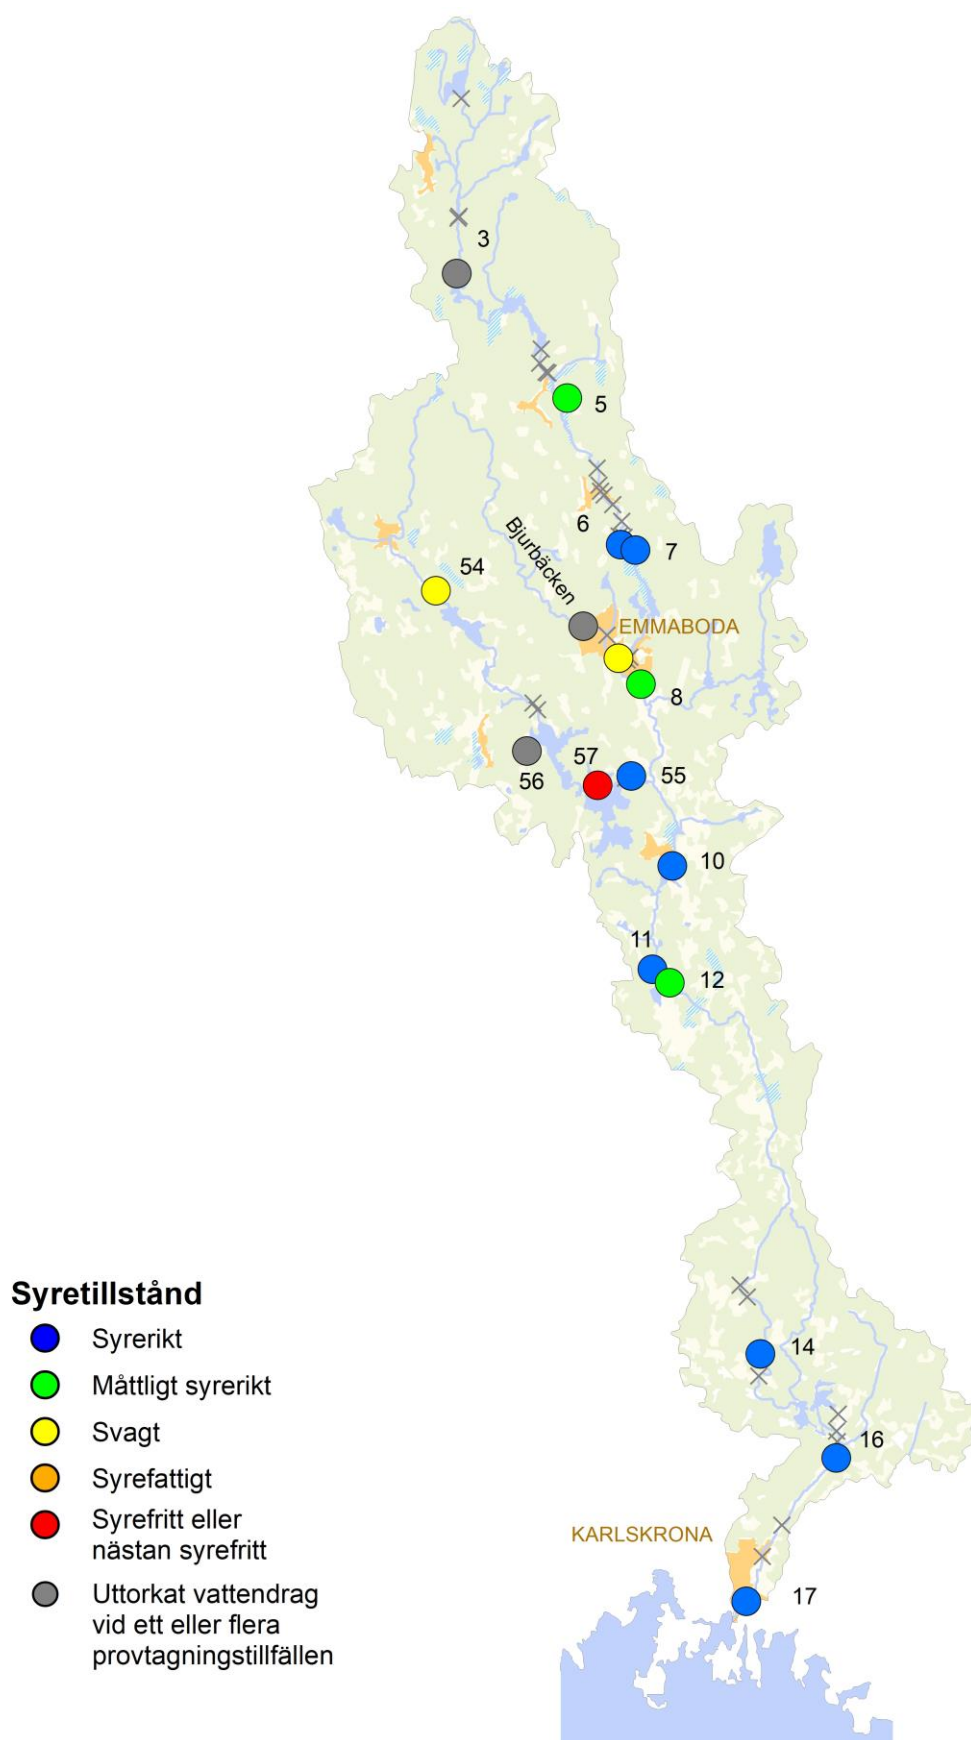 3
5
6
7
Bjurbäcken
54
EMMABODA
8
57
55
56
10
11
12
14
16
KARLSKRONA
17
Syretillstånd
Syrerikt
Måttligt syrerikt
Svagt
Syrefattigt
Syrefritt eller
nästan syrefritt
Uttorkat vattendrag
vid ett eller flera
provtagningstillfällen